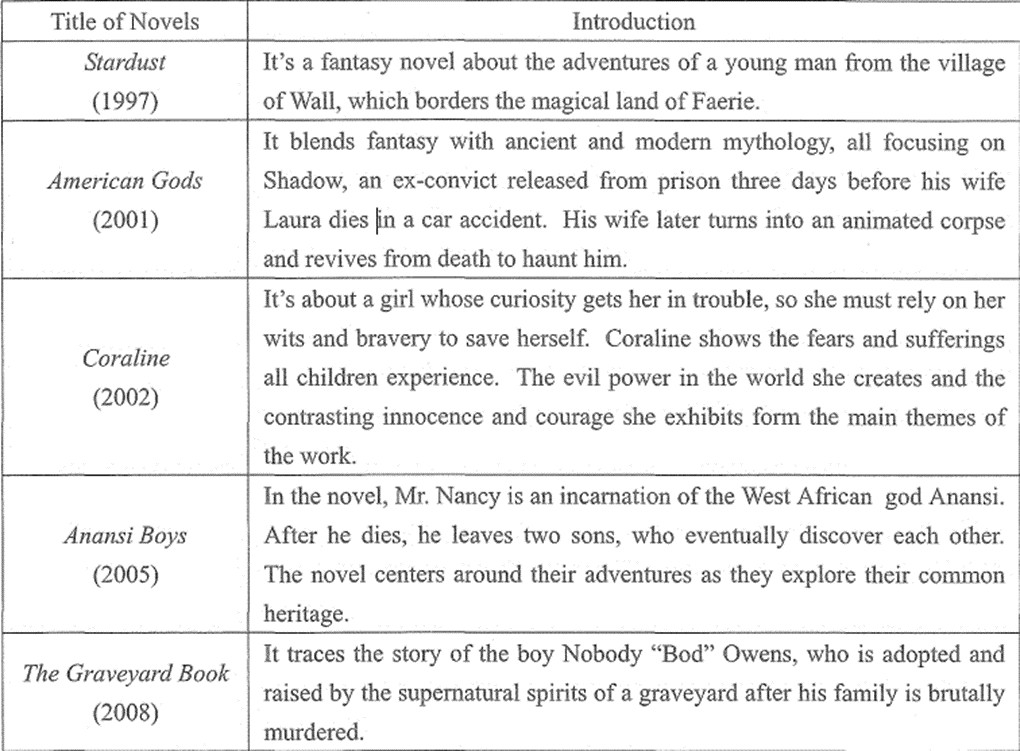 Title of Novels
Introduction
Stardust
(1997)
It's a fantasy novel about the adventures of a young man from the village
of Wall, which borders the magical land of Faerie.
American Gods
(2001)
It blends fantasy with ancient and modern mythology, all focusing on
Shadow, an ex-convict released from prison three days before his wife
Laura dies in a car accident. His wife later turns into an animated corpse
and revives from death to haunt him.
Coraline
(2002)
It's about a girl whose curiosity gets her in trouble, so she must rely on her
wits and bravery to save herself. Coraline shows the fears and sufferings
all children experience. The evil power in the world she creates and the
contrasting innocence and courage she exhibits form the main themes of
the work.
Anansi Boys
(2005)
In the novel, Mr. Nancy is an incarnation of the West African god Anansi.
After he dies, he leaves two sons, who eventually discover each other.
The novel centers around their adventures as they explore their common
heritage.
The Graveyard Book
(2008)
It traces the story of the boy Nobody “Bod” Owens, who is adopted and
raised by the supernatural spirits of a graveyard after his family is brutally
murdered.